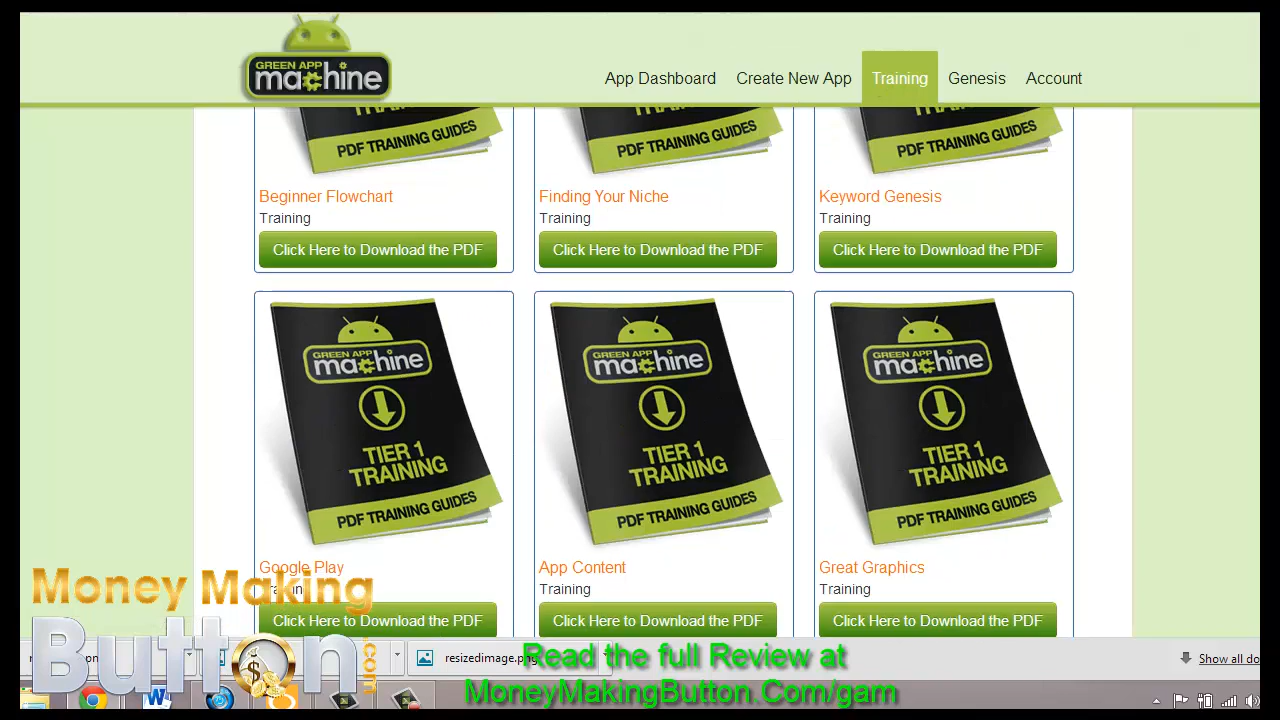 GREEN APP
machine
App Dashboard
Create New App
Training
Genesis
Account
PDF TRAINING GUIDES
PDF TRAINING GUIDES
PDF TRAINING GUIDES
Beginner Flowchart
Training
Click Here to Download the PDF
Finding Your Niche
Training
Click Here to Download the PDF
Keyword Genesis
Training
Click Here to Download the PDF
GREEN APP
machine
TIER 1
TRAINING
PDF TRAINING GUIDES
GREEN APP
machine
TIER 1
TRAINING
PDF TRAINING GUIDES
GREEN APP
machine
TIER 1
TRAINING
PDF TRAINING GUIDES
Google Play
Training
Click Here to Download the PDF
App Content
Training
Click Here to Download the PDF
Great Graphics
Training
Click Here to Download the PDF
Money Making
Button
.com
resizedimage.png
Show all do
Read the full Review at
MoneyMakingButton.Com/gam